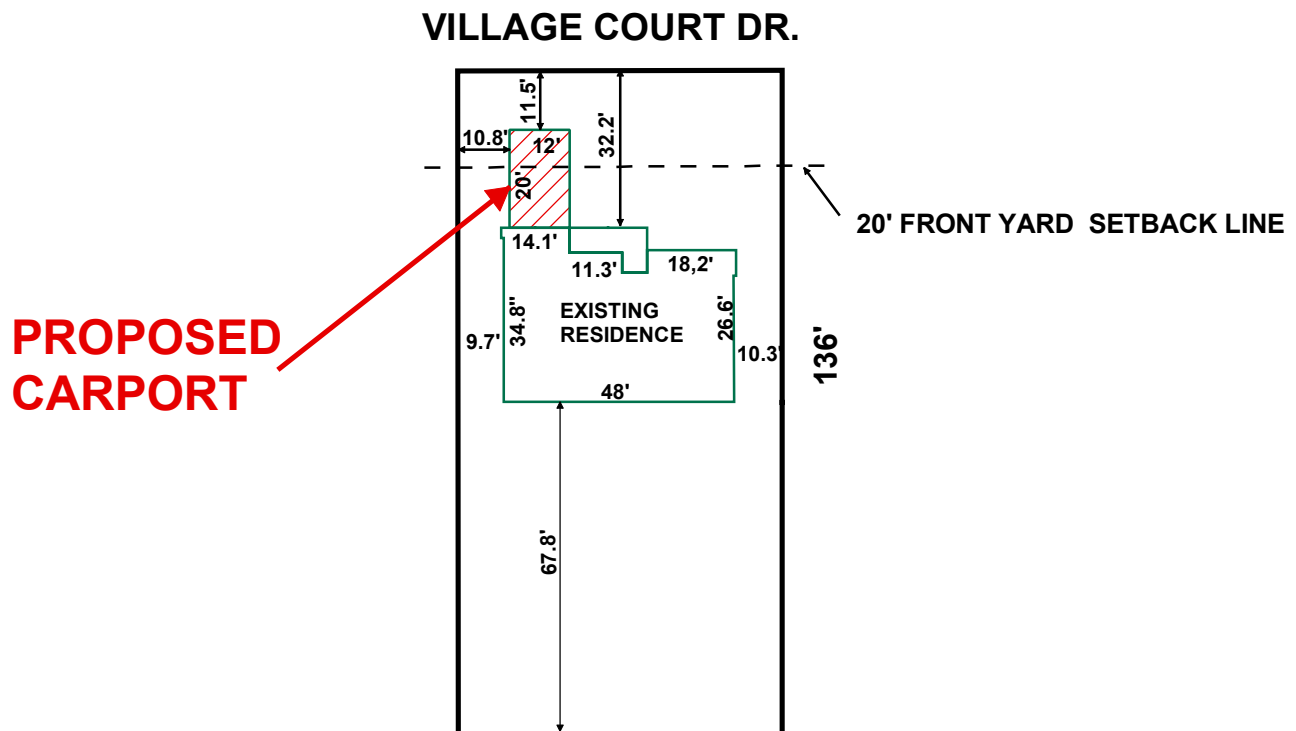 VILLAGE COURT DR.
11.5'
32.2'
10.8'
12'
20'
20' FRONT YARD SETBACK LINE
14.1'
11.3'
18,2'
PROPOSED
CARPORT
EXISTING
RESIDENCE
34.8"
26.6'
9.7'
10.3'
136'
48'
67.8'